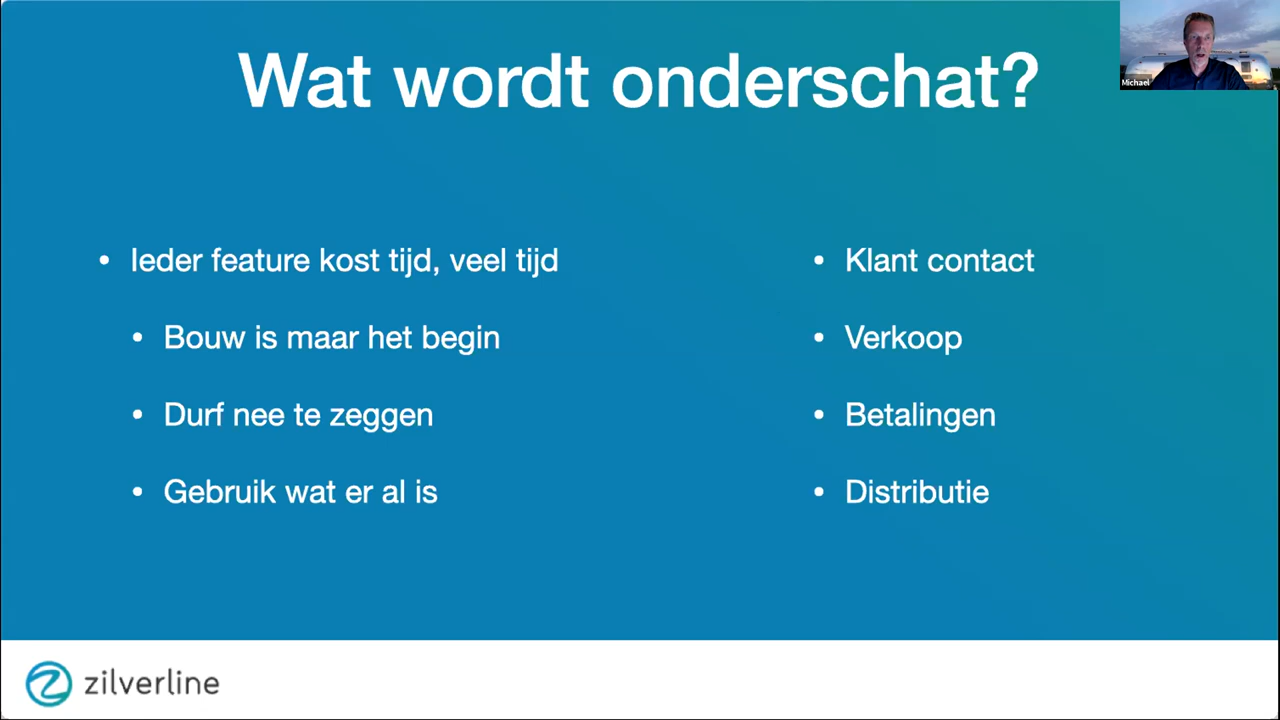 Wat wordt onderschat?
Michael
• Ieder feature kost tijd, veel tijd
• Bouw is maar het begin
• Durf nee te zeggen
• Gebruik wat er al is
• Klant contact
• Verkoop
• Betalingen
• Distributie
zilverline